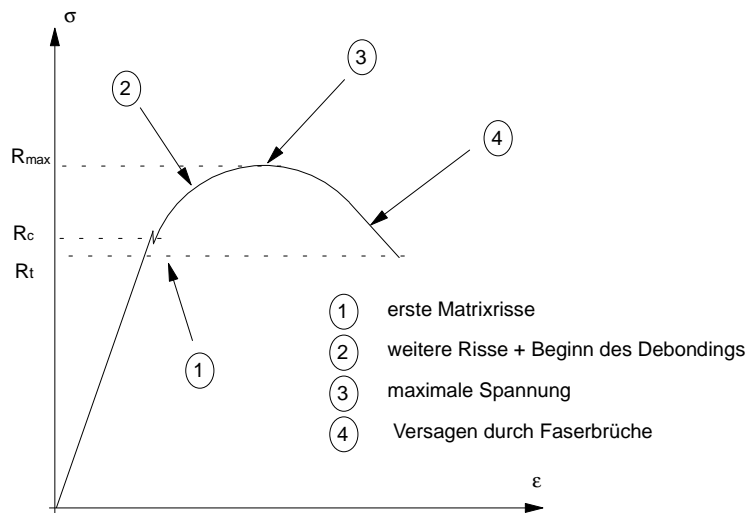 σ
3
2
4
Rmax
Rc
Rt
1
1 erste Matrixrisse
2 weitere Risse + Beginn des Debondings
3 maximale Spannung
4 Versagen durch Faserbrüche
ε